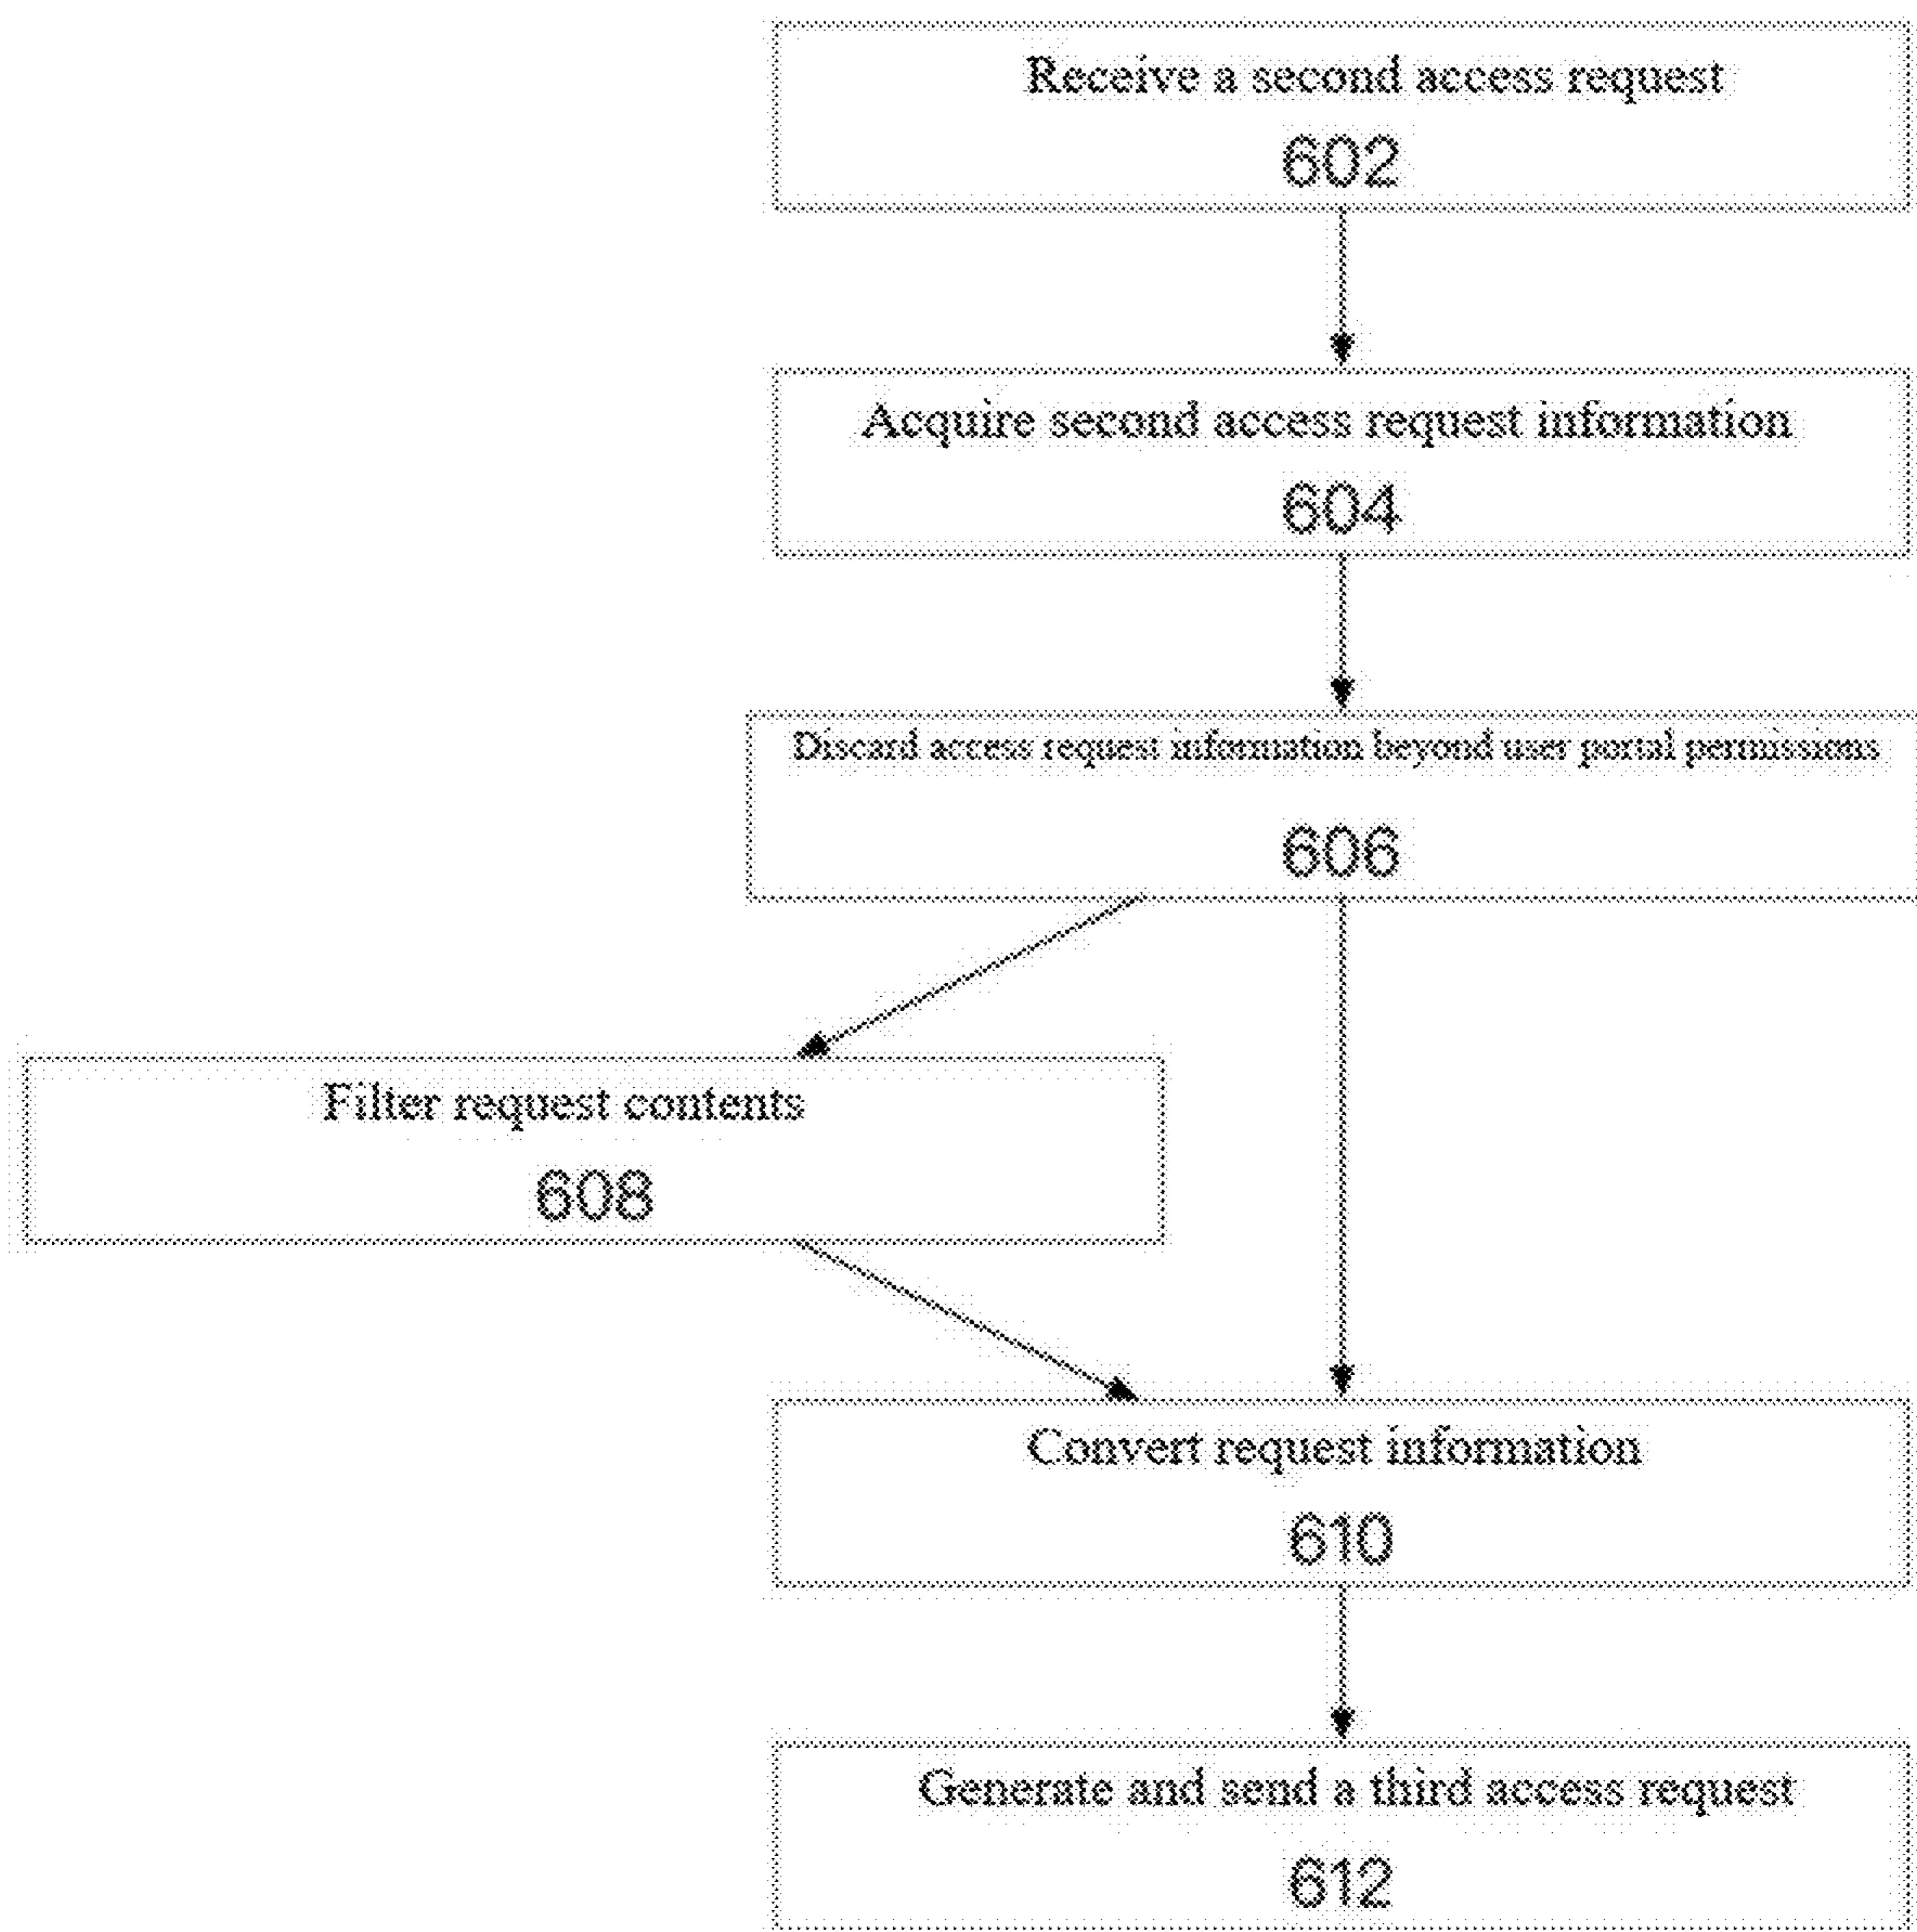 Receive a second access request
602
Acquire second access request information
604
Discard access request information beyond user portal permissions
606
Filter request contents
608
Convert request information
610
Generate and send a third access request
612